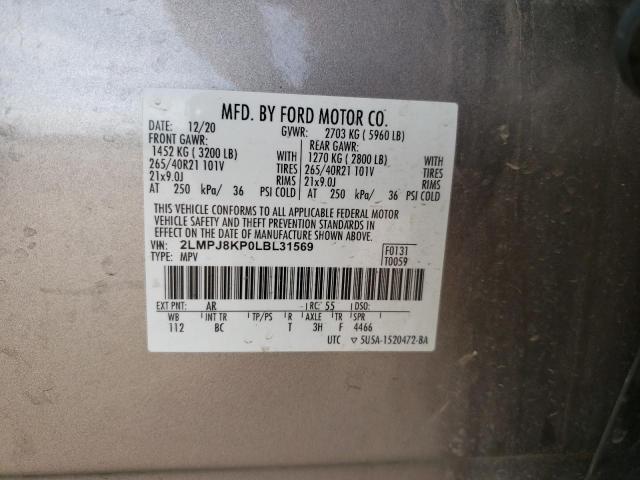 MFD. BY FORD MOTOR CO.
DATE: 12/20 GVWR: 2703 KG ( 5960 LB)
FRONT GAWR: REAR GAWR:
1452 KG ( 3200 LB) WITH 1270 KG ( 2800 LB) WITH
265/40R21 101V TIRES 265/40R21 101V TIRES
21x9.0J RIMS 21x9.0J RIMS
AT 250 kPa/ 36 PSI COLD AT 250 kPa/ 36 PSI COLD
THIS VEHICLE CONFORMS TO ALL APPLICABLE FEDERAL MOTOR
VEHICLE SAFETY AND THEFT PREVENTION STANDARDS IN
EFFECT ON THE DATE OF MANUFACTURE SHOWN ABOVE.
VIN: 2LMPJ8KP0LBL31569 F0131
TYPE: MPV T0059
EXT PNT: AR RC: 55 DSO:
WB INT TR TP/PS R AXLE TR SPR
112 BC T 3H F 4466
UTC 5U5A-1520472-BA